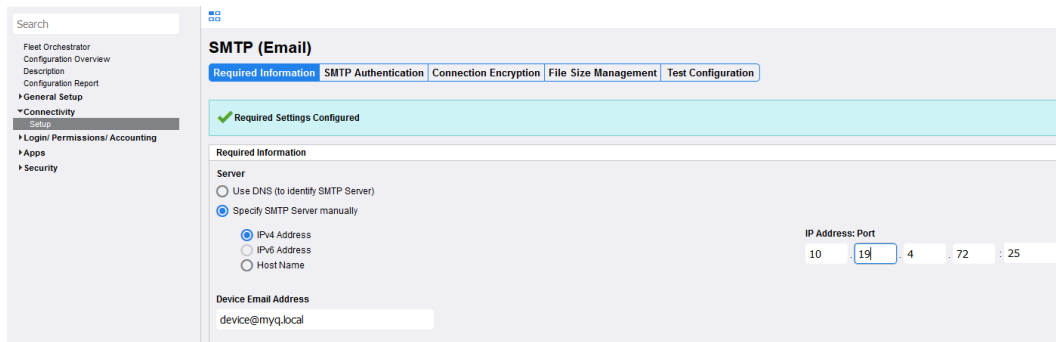 Search
Fleet Orchestrator
Configuration Overview
Description
Configuration Report
General Setup
Connectivity
Setup
Login/ Permissions/ Accounting
Apps
Security
SMTP (Email)
Required Information SMTP Authentication Connection Encryption File Size Management Test Configuration
Required Settings Configured
Required Information
Server
Use DNS (to identify SMTP Server)
Specify SMTP Server manually
IPv4 Address
IPv6 Address
Host Name
IP Address: Port
10 . 19 . 4 . 72 : 25
Device Email Address
device@myq.local